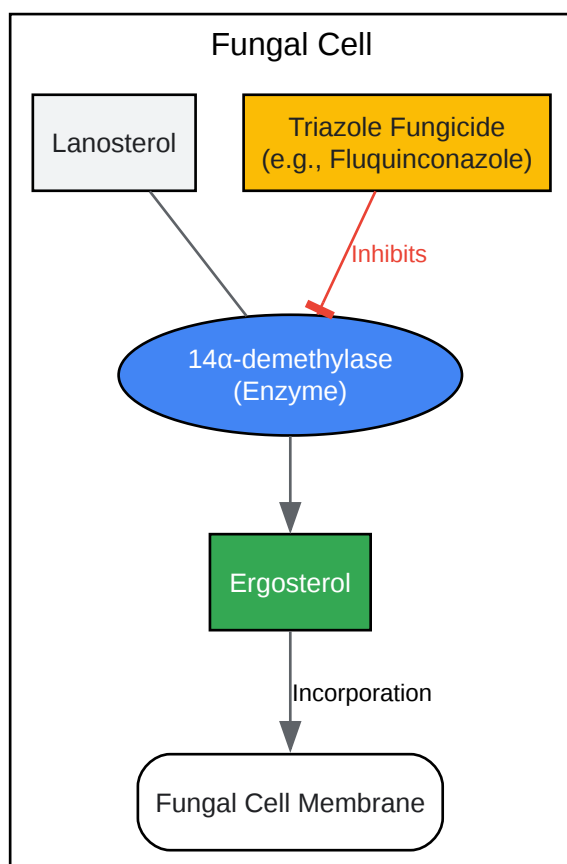 Fungal Cell
Lanosterol
Triazole Fungicide
(e.g., Fluquinconazole)
Inhibits
14α-demethylase
(Enzyme)
Ergosterol
Incorporation
Fungal Cell Membrane